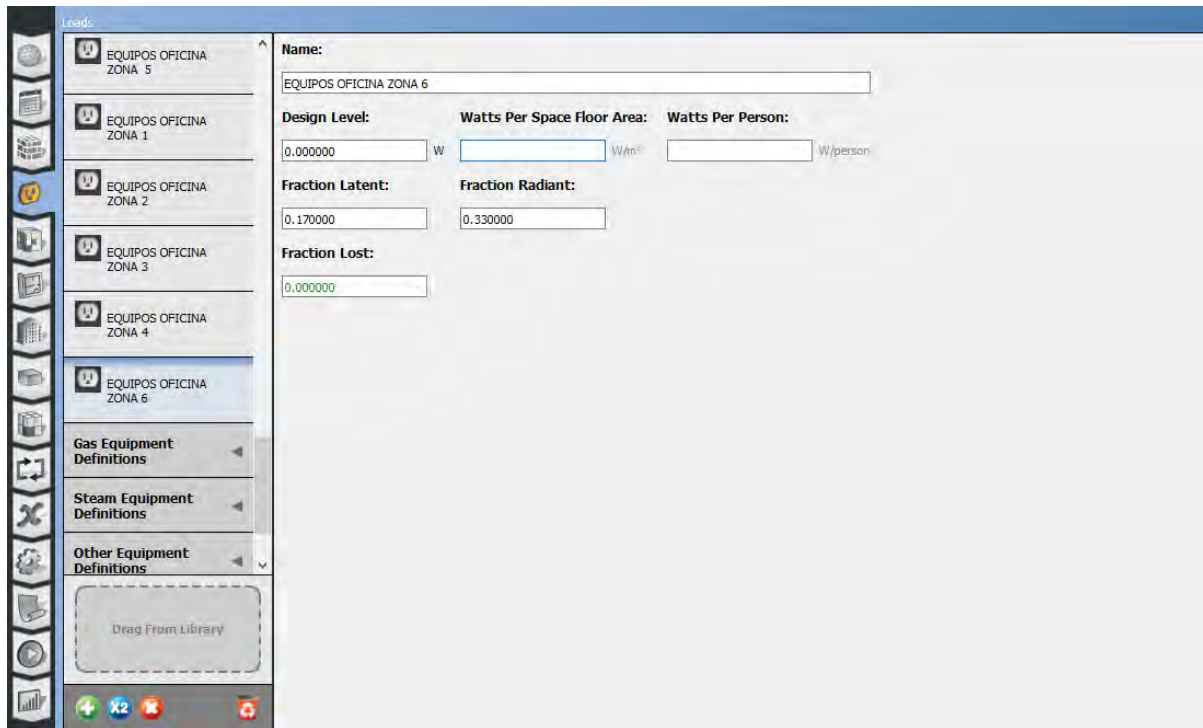 Loads
EQUIPOS OFICINA
ZONA 5
EQUIPOS OFICINA
ZONA 1
EQUIPOS OFICINA
ZONA 2
EQUIPOS OFICINA
ZONA 3
EQUIPOS OFICINA
ZONA 4
EQUIPOS OFICINA
ZONA 6
Gas Equipment
Definitions
Steam Equipment
Definitions
Other Equipment
Definitions
Drag From Library
X2
Name:
EQUIPOS OFICINA ZONA 6
Design Level: Watts Per Space Floor Area: Watts Per Person:
0.000000 W W/m² W/person
Fraction Latent: Fraction Radiant:
0.170000 0.330000
Fraction Lost:
0.000000